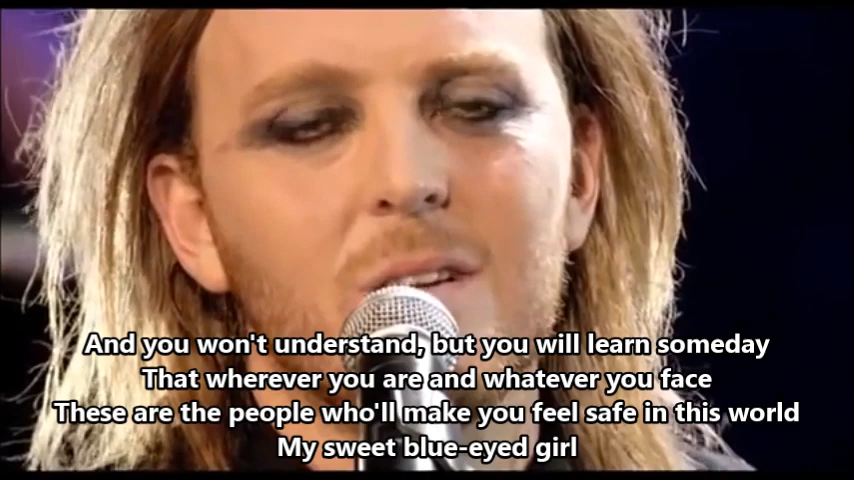 And you won't understand, but you will learn someday
That wherever you are and whatever you face
These are the people who'll make you feel safe in this world
My sweet blue-eyed girl